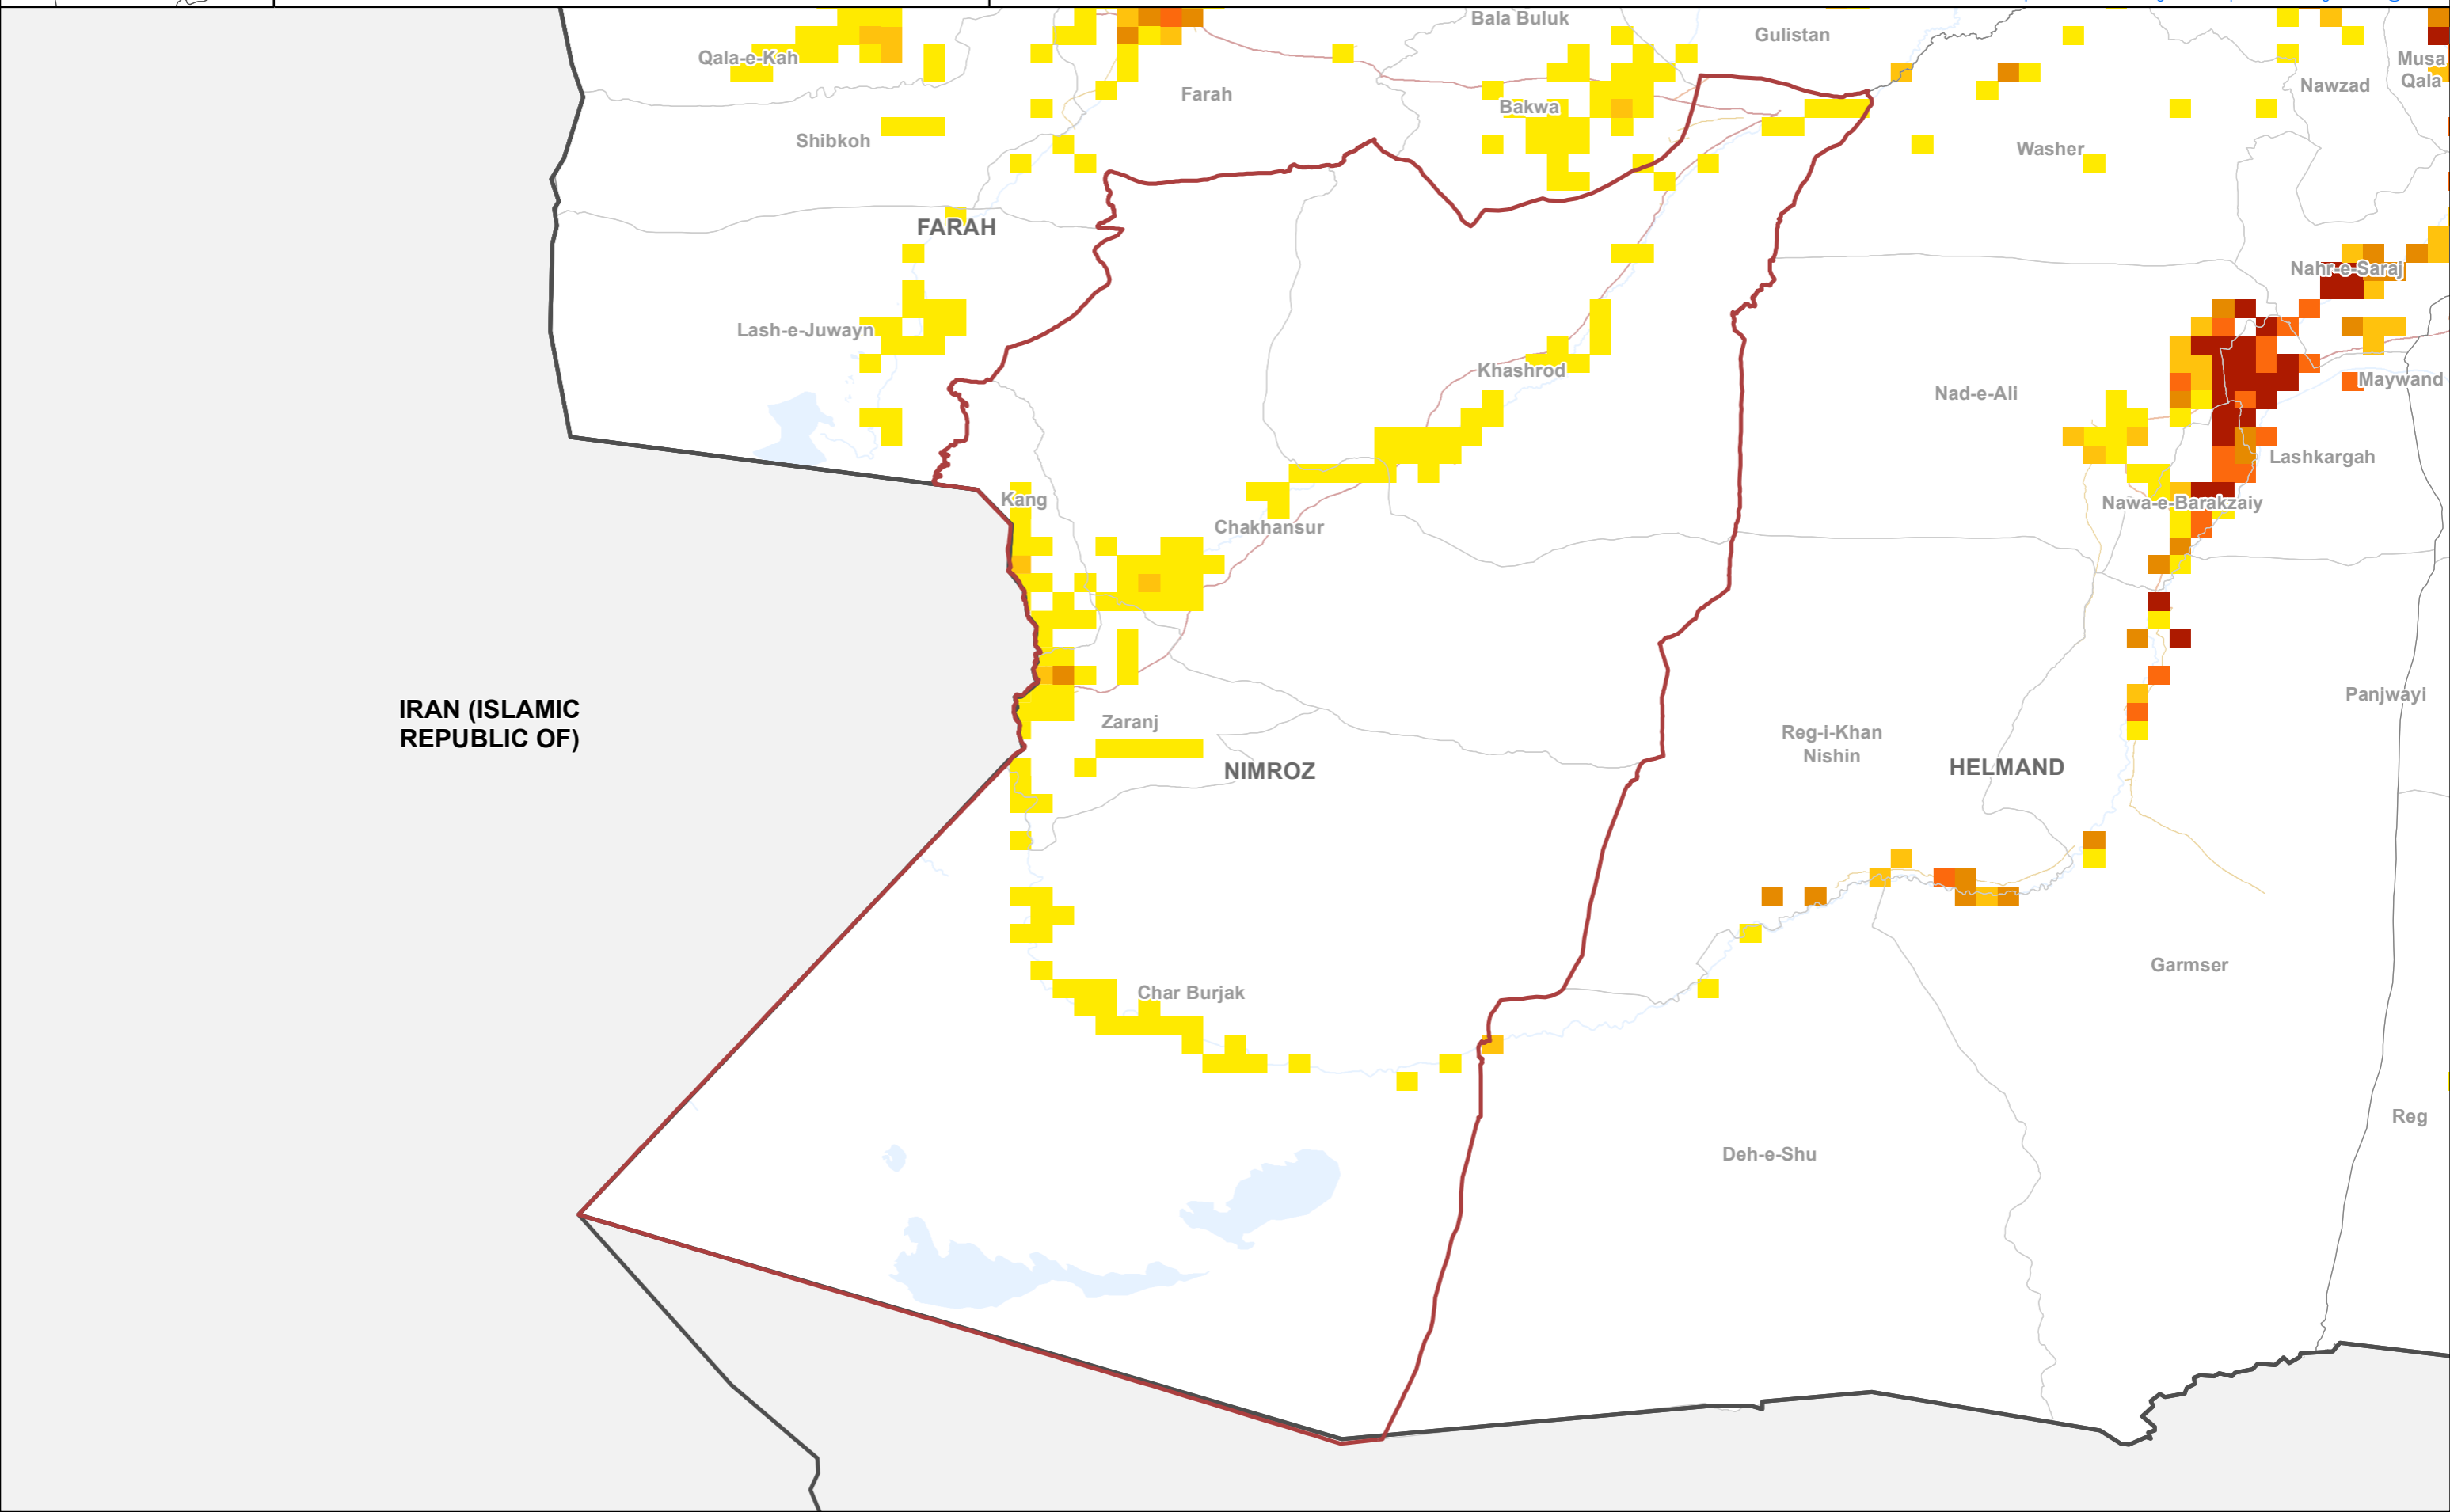 Bala Buluk
Gulistan
Qala-e-Kah
Musa
Qala
Nawzad
Farah
Bakwa
Shibkoh
Washer
FARAH
Nahr-e-Saraj
Lash-e-Juwayn
Khashrod
Maywand
Nad-e-Ali
Lashkargah
Kang
Nawa-e-Barakzaiy
Chakhansur
Panjwayi
IRAN (ISLAMIC
REPUBLIC OF)
Zaranj
Reg-i-Khan
Nishin
NIMROZ
HELMAND
Garmser
Char Burjak
Reg
Deh-e-Shu